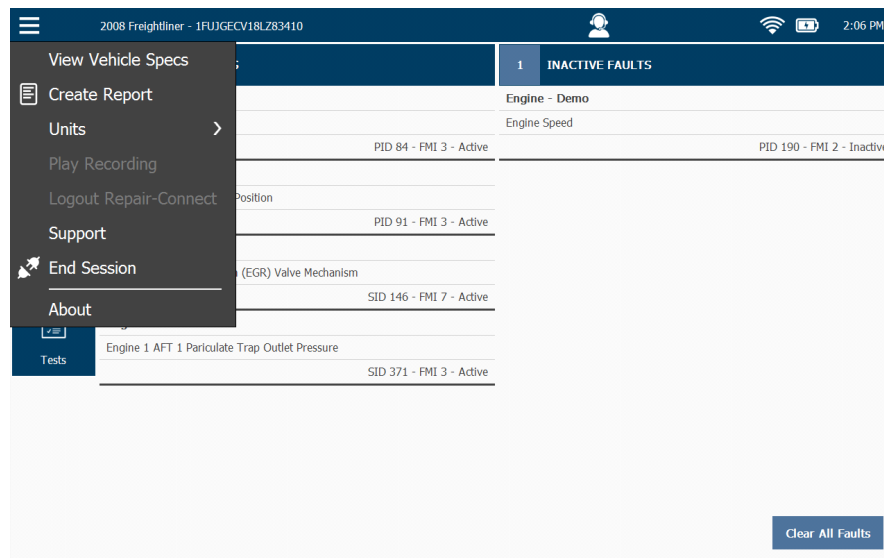 2008 Freightliner - 1FUJGECV18LZ83410
2:06 PM
View Vehicle Specs
Create Report
Units
Play Recording
Logout Repair-Connect
Support
End Session
About
PID 84 - FMI 3 - Active
Position
PID 91 - FMI 3 - Active
(EGR) Valve Mechanism
SID 146 - FMI 7 - Active
Engine 1 AFT 1 Pariculate Trap Outlet Pressure
SID 371 - FMI 3 - Active
Tests
1 INACTIVE FAULTS
Engine - Demo
Engine Speed
PID 190 - FMI 2 - Inactive
Clear All Faults